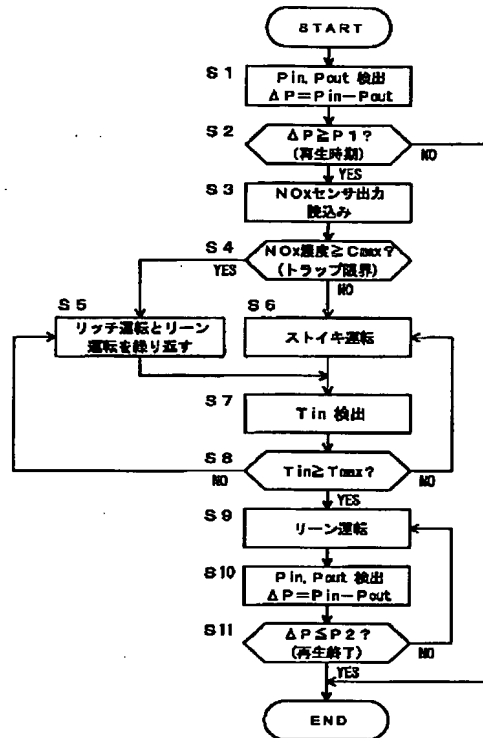 START
S1
Pin, Pout 検出
ΔP=Pin-Pout
S2
ΔP≧P1?
(再生時期)
NO
YES
S3
NOxセンサ出力
読込み
S4
NOx濃度≧Cmax?
(トラップ限界)
YES
NO
S5
リッチ運転とリーン
運転を繰り返す
S6
ストイキ運転
S7
Tin 検出
S8
Tin≧Tmax?
NO
NO
YES
S9
リーン運転
S10
Pin, Pout 検出
ΔP=Pin-Pout
S11
ΔP≦P2?
(再生終了)
NO
YES
END